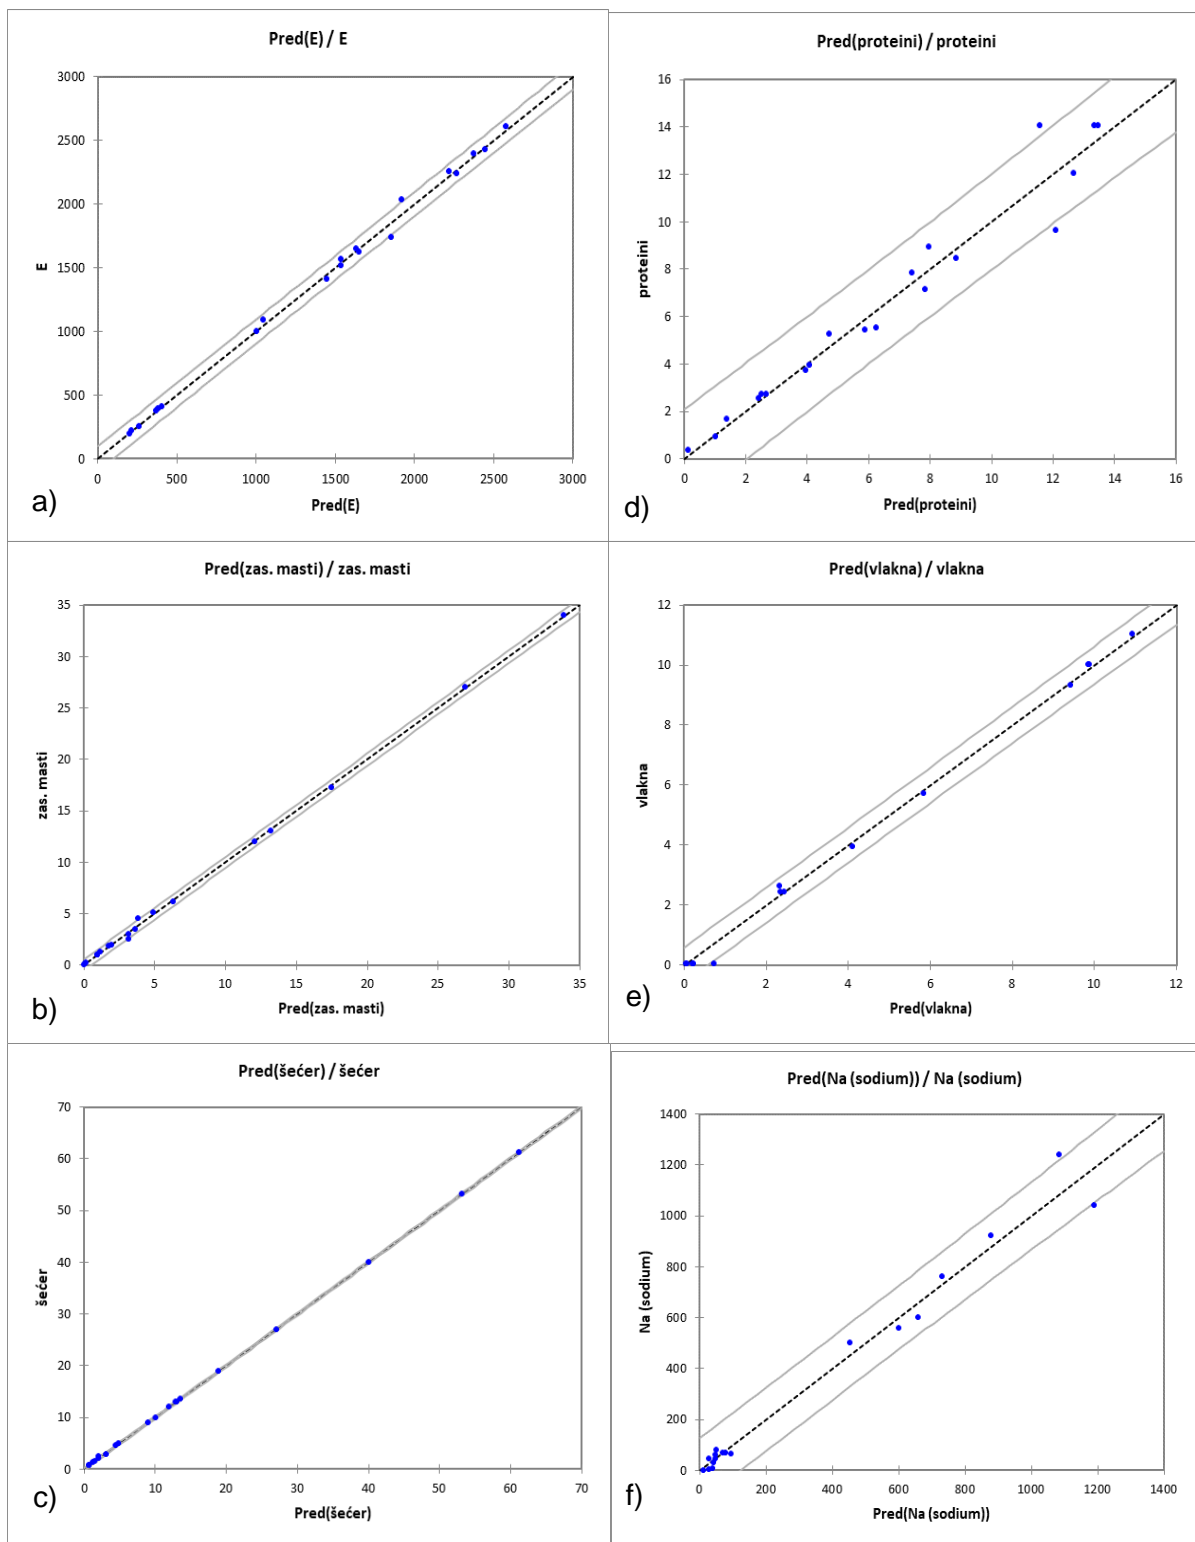 Pred(E) / E
3000
2500
2000
1500
1000
500
0
E
0 500 1000 1500 2000 2500 3000
Pred(E)
a)
Pred(proteini) / proteini
16
14
12
10
8
6
4
2
0
proteini
0 2 4 6 8 10 12 14 16
Pred(proteini)
d)
Pred(zas. masti) / zas. masti
35
30
25
20
15
10
5
0
zas. masti
0 5 10 15 20 25 30 35
Pred(zas. masti)
b)
Pred(vlakna) / vlakna
12
10
8
6
4
2
0
vlakna
0 2 4 6 8 10 12
Pred(vlakna)
e)
Pred(šećer) / šećer
70
60
50
40
30
20
10
0
šećer
0 10 20 30 40 50 60 70
Pred(šećer)
c)
Pred(Na (sodium)) / Na (sodium)
1400
1200
1000
800
600
400
200
0
Na (sodium)
0 200 400 600 800 1000 1200 1400
Pred(Na (sodium))
f)